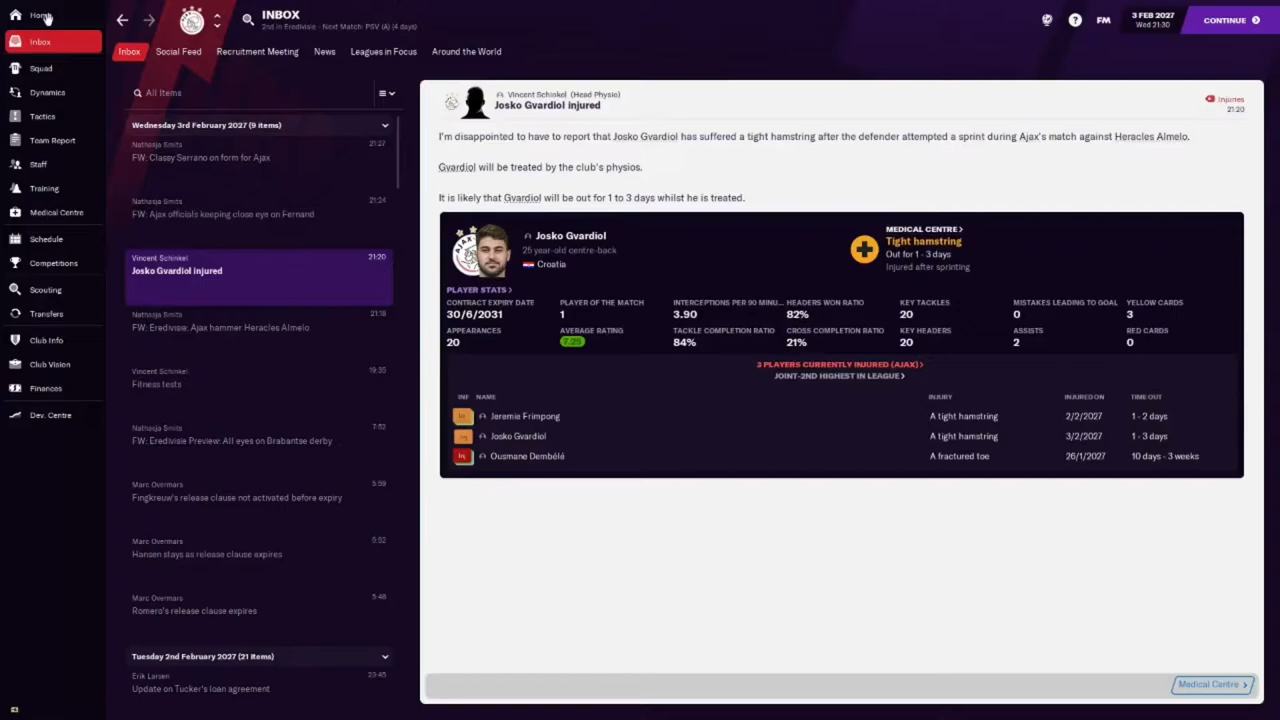 Home
Inbox
Squad
Dynamics
Tactics
Team Report
Staff
Training
Medical Centre
Schedule
Competitions
Scouting
Transfers
Club Info
Club Vision
Finances
Dev. Centre
INBOX
2nd in Eredivisie - Next Match: PSV (A) (4 days)
FM
3 FEB 2027
Wed 21:30
CONTINUE
Inbox
Social Feed
Recruitment Meeting
News
Leagues in Focus
Around the World
All Items
Wednesday 3rd February 2027 (9 items)
Nathasja Smits 21:27
FW: Classy Serrano on form for Ajax
Nathasja Smits 21:24
FW: Ajax officials keeping close eye on Fernand
Vincent Schinkel 21:20
Josko Gvardiol injured
Nathasja Smits 21:18
FW: Eredivisie: Ajax hammer Heracles Almelo
Vincent Schinkel 19:35
Fitness tests
Nathasja Smits 7:52
FW: Eredivisie Preview: All eyes on Brabantse derby
Marc Overmars
Fingkreuw's release clause not activated before expiry
Marc Overmars
Hansen stays as release clause expires
Marc Overmars 5:48
Romero's release clause expires
Tuesday 2nd February 2027 (21 items)
Erik Larsen 23:45
Update on Tucker's loan agreement
Vincent Schinkel (Head Physio)
Josko Gvardiol injured
Injuries
21:20
I'm disappointed to have to report that Josko Gvardiol has suffered a tight hamstring after the defender attempted a sprint during Ajax's match against Heracles Almelo.
Gvardiol will be treated by the club's physios.
It is likely that Gvardiol will be out for 1 to 3 days whilst he is treated.
AJAX
Josko Gvardiol
25 year-old centre-back
Croatia
MEDICAL CENTRE >
Tight hamstring
Out for 1 - 3 days
Injured after sprinting
PLAYER STATS >
CONTRACT EXPIRY DATE PLAYER OF THE MATCH INTERCEPTIONS PER 90 MINU... HEADERS WON RATIO KEY TACKLES MISTAKES LEADING TO GOAL YELLOW CARDS
30/6/2031 1 3.90 82% 20 0 3
APPEARANCES AVERAGE RATING TACKLE COMPLETION RATIO CROSS COMPLETION RATIO KEY HEADERS ASSISTS RED CARDS
20 7.25 84% 21% 20 2 0
3 PLAYERS CURRENTLY INJURED (AJAX) >
JOINT-2ND HIGHEST IN LEAGUE >
INF NAME INJURY INJURED ON TIME OUT
Inj Jeremie Frimpong A tight hamstring 2/2/2027 1 - 2 days
Inj Josko Gvardiol A tight hamstring 3/2/2027 1 - 3 days
Inj Ousmane Dembélé A fractured toe 26/1/2027 10 days - 3 weeks
Medical Centre >